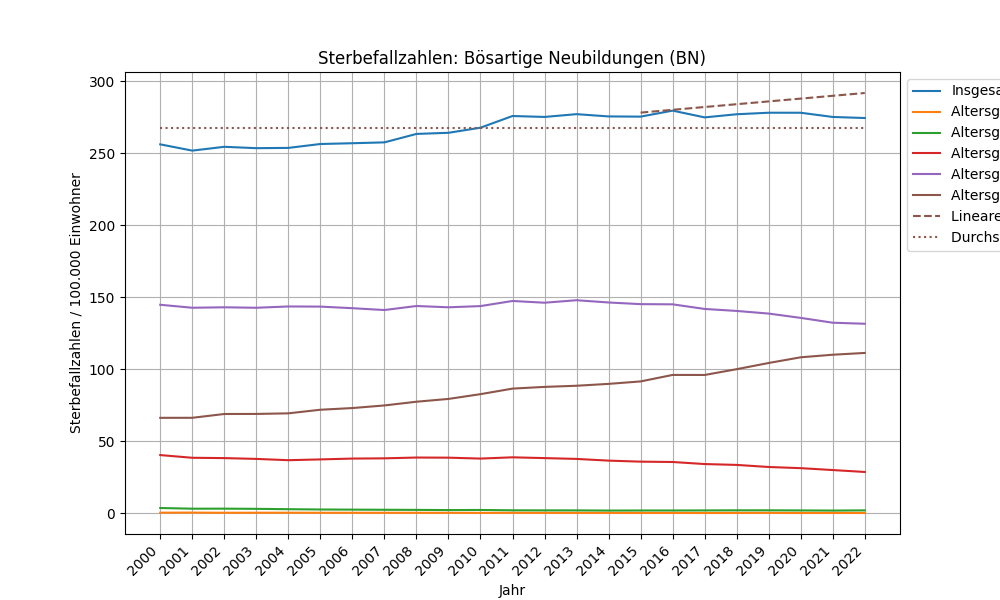 Sterbefallzahlen: Bösartige Neubildungen (BN)
300
250
200
150
100
50
0
Sterbefallzahlen / 100.000 Einwohner
2000
2001
2002
2003
2004
2005
2006
2007
2008
2009
2010
2011
2012
2013
2014
2015
2016
2017
2018
2019
2020
2021
2022
Jahr
Insgesa
Altersg
Altersg
Altersg
Altersg
Altersg
Lineare
Durchs